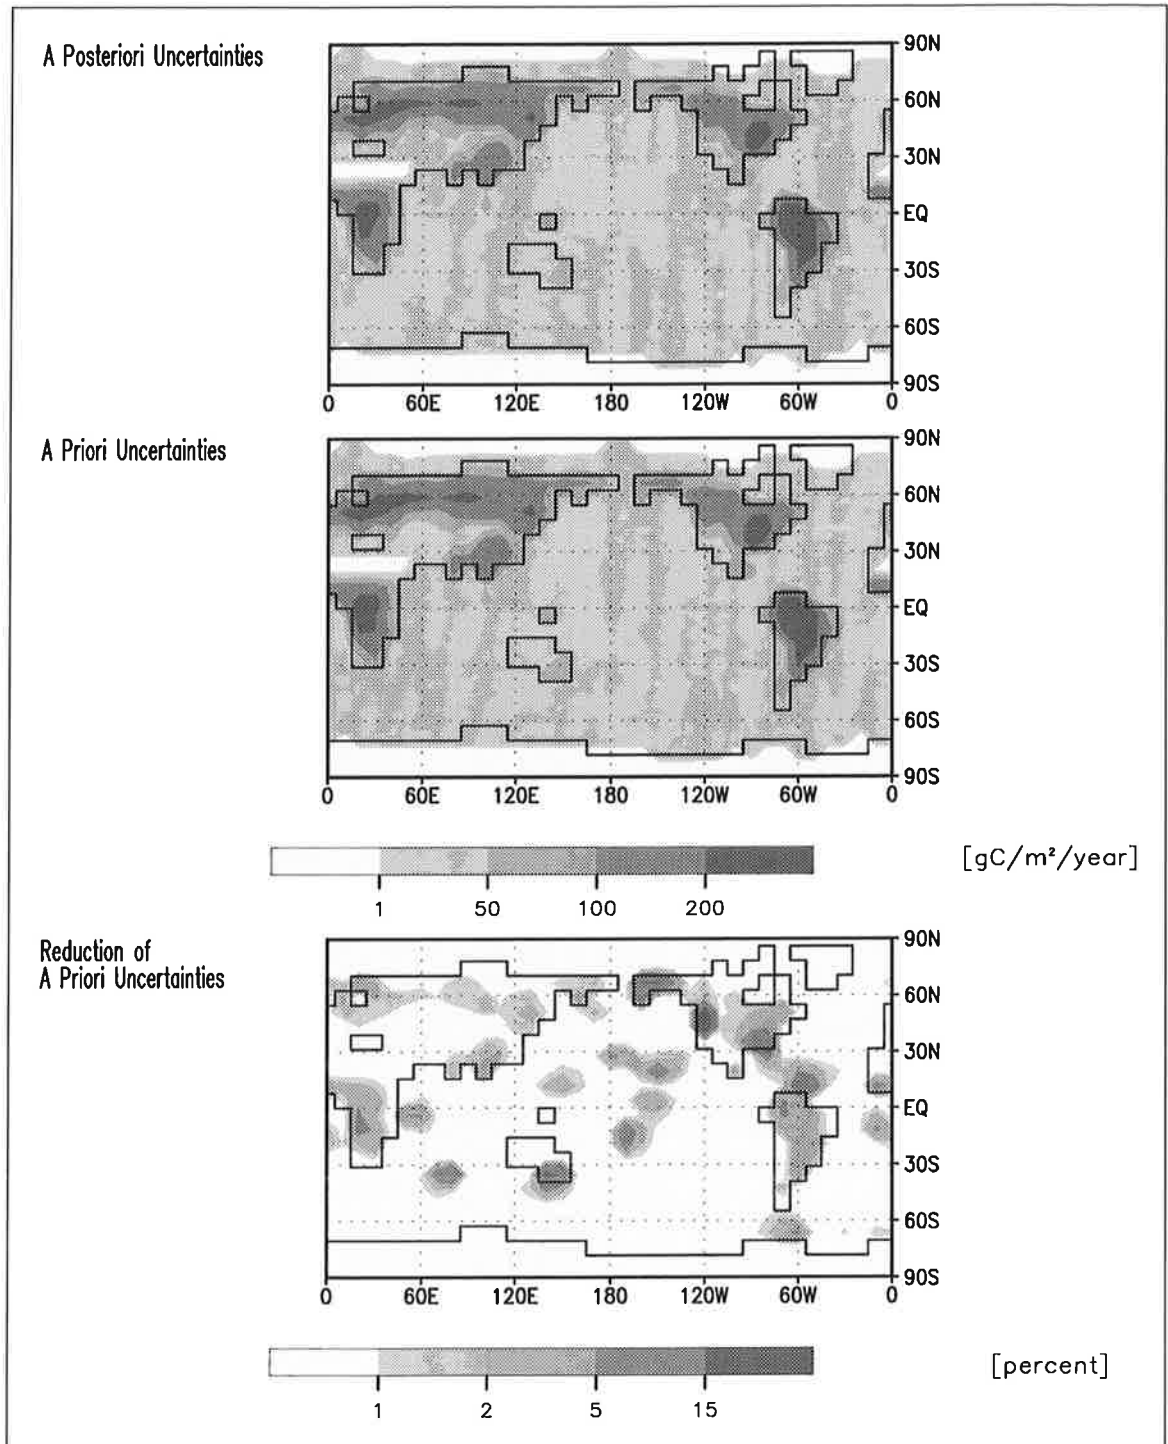 A Posteriori Uncertainties
90N
60N
30N
EQ
30S
60S
90S
0 60E 120E 180 120W 60W 0
A Priori Uncertainties
90N
60N
30N
EQ
30S
60S
90S
0 60E 120E 180 120W 60W 0
[gC/m²/year]
1 50 100 200
Reduction of
A Priori Uncertainties
90N
60N
30N
EQ
30S
60S
90S
0 60E 120E 180 120W 60W 0
[percent]
1 2 5 15